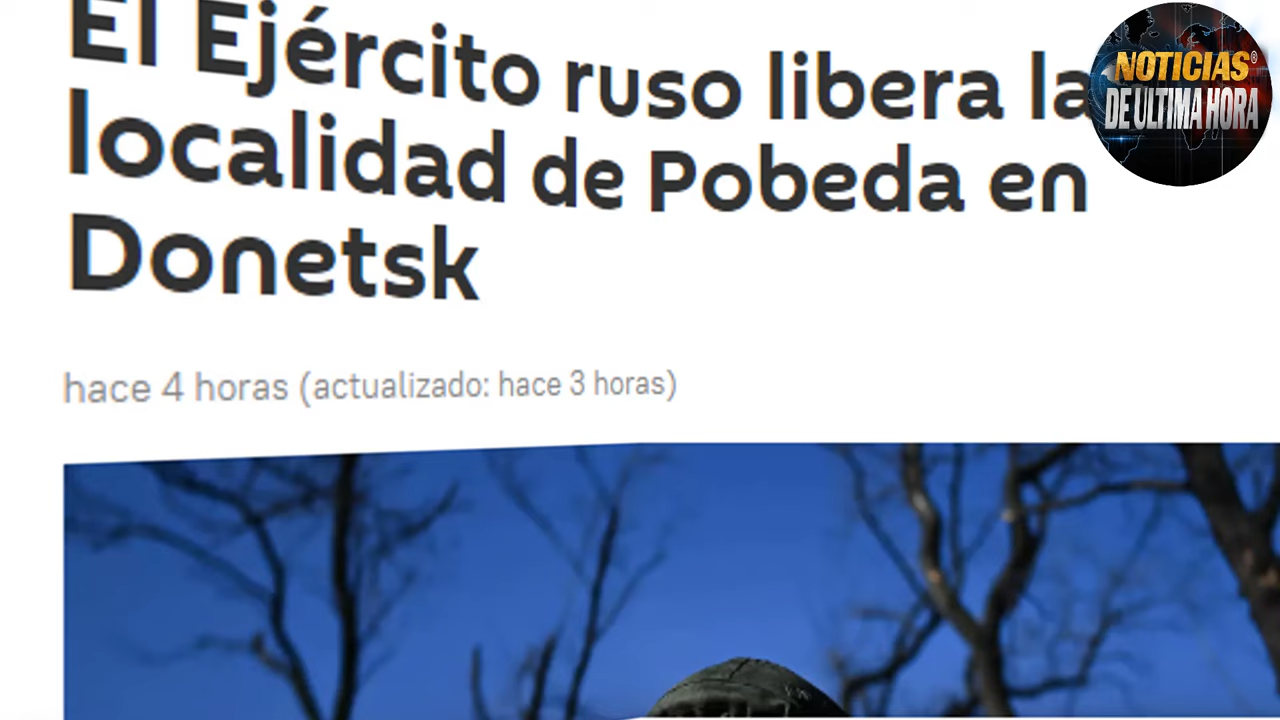 El Ejército ruso libera la
localidad de Pobeda en
Donetsk
hace 4 horas (actualizado: hace 3 horas)
NOTICIAS®
DE ULTIMA HORA